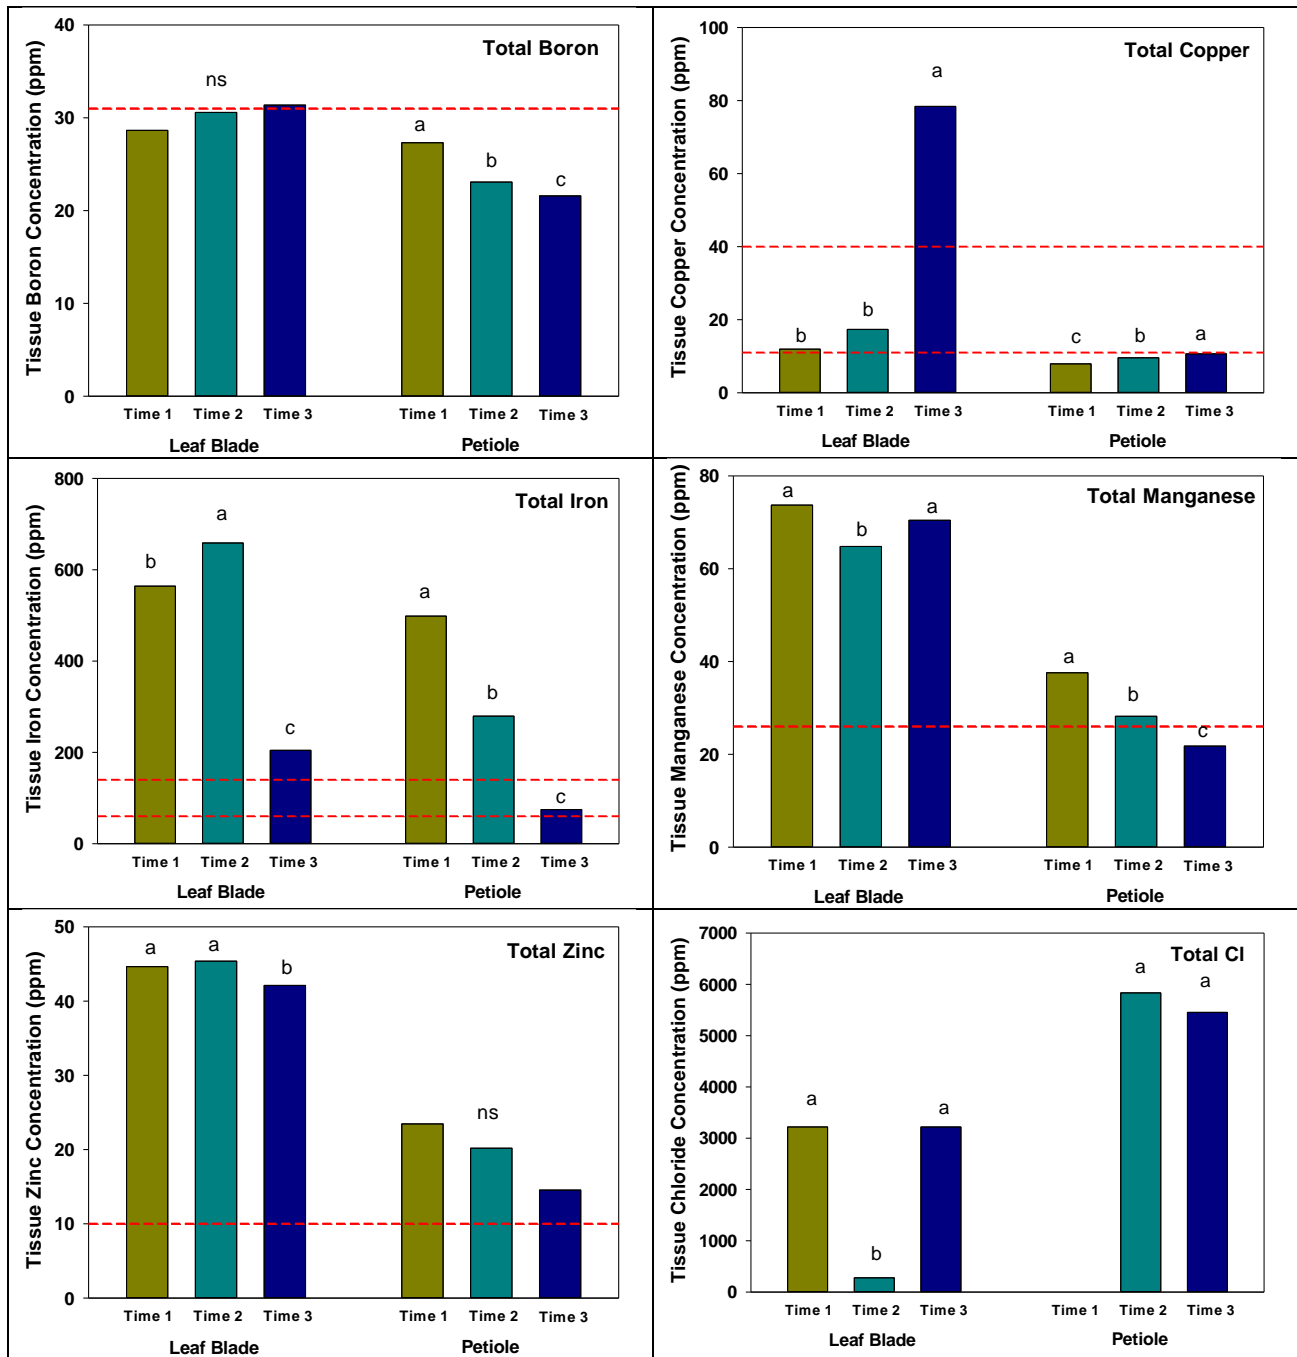 Total Boron
Tissue Boron Concentration (ppm)
40
30
20
10
0
ns
a
b
c
Time 1 Time 2 Time 3 Time 1 Time 2 Time 3
Leaf Blade Petiole
Total Copper
Tissue Copper Concentration (ppm)
100
80
60
40
20
0
b
b
a
c
b
a
Time 1 Time 2 Time 3 Time 1 Time 2 Time 3
Leaf Blade Petiole
Total Iron
Tissue Iron Concentration (ppm)
800
600
400
200
0
b
a
c
a
b
c
Time 1 Time 2 Time 3 Time 1 Time 2 Time 3
Leaf Blade Petiole
Total Manganese
Tissue Manganese Concentration (ppm)
80
60
40
20
0
a
b
a
a
b
c
Time 1 Time 2 Time 3 Time 1 Time 2 Time 3
Leaf Blade Petiole
Total Zinc
Tissue Zinc Concentration (ppm)
50
40
30
20
10
0
a
a
b
ns
Time 1 Time 2 Time 3 Time 1 Time 2 Time 3
Leaf Blade Petiole
Total Cl
Tissue Chloride Concentration (ppm)
7000
6000
5000
4000
3000
2000
1000
0
a
b
a
a
a
Time 1 Time 2 Time 3 Time 1 Time 2 Time 3
Leaf Blade Petiole